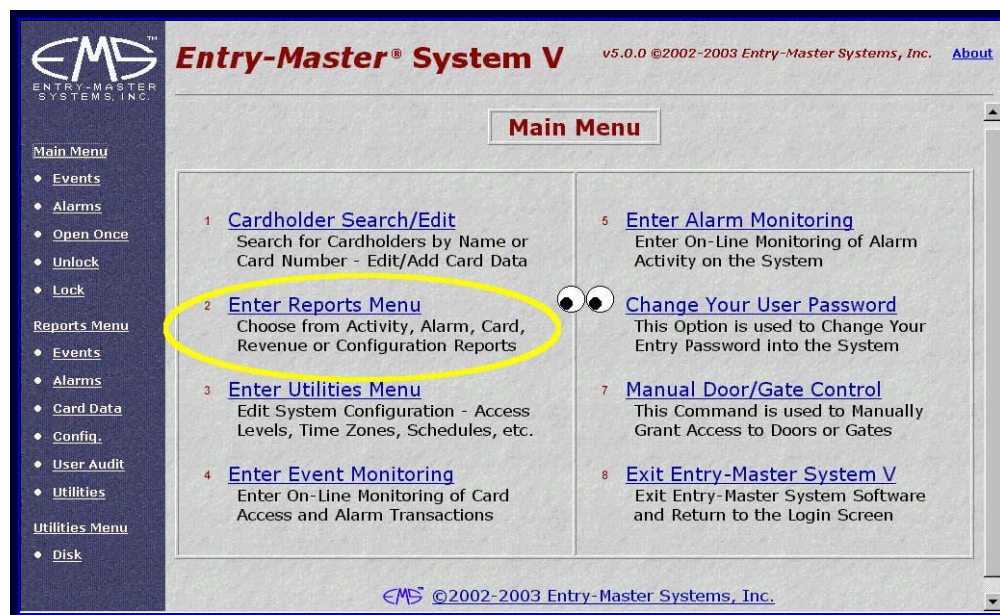 EMS™
ENTRY-MASTER
SYSTEMS, INC.
Entry-Master® System V
v5.0.0 ©2002-2003 Entry-Master Systems, Inc.
About
Main Menu
Main Menu
Events
Alarms
Open Once
Unlock
Lock
Reports Menu
Events
Alarms
Card Data
Config.
User Audit
Utilities
Utilities Menu
Disk
1 Cardholder Search/Edit
Search for Cardholders by Name or
Card Number - Edit/Add Card Data
2 Enter Reports Menu
Choose from Activity, Alarm, Card,
Revenue or Configuration Reports
3 Enter Utilities Menu
Edit System Configuration - Access
Levels, Time Zones, Schedules, etc.
4 Enter Event Monitoring
Enter On-Line Monitoring of Card
Access and Alarm Transactions
5 Enter Alarm Monitoring
Enter On-Line Monitoring of Alarm
Activity on the System
Change Your User Password
This Option is used to Change Your
Entry Password into the System
7 Manual Door/Gate Control
This Command is used to Manually
Grant Access to Doors or Gates
8 Exit Entry-Master System V
Exit Entry-Master System Software
and Return to the Login Screen
EMS ©2002-2003 Entry-Master Systems, Inc.